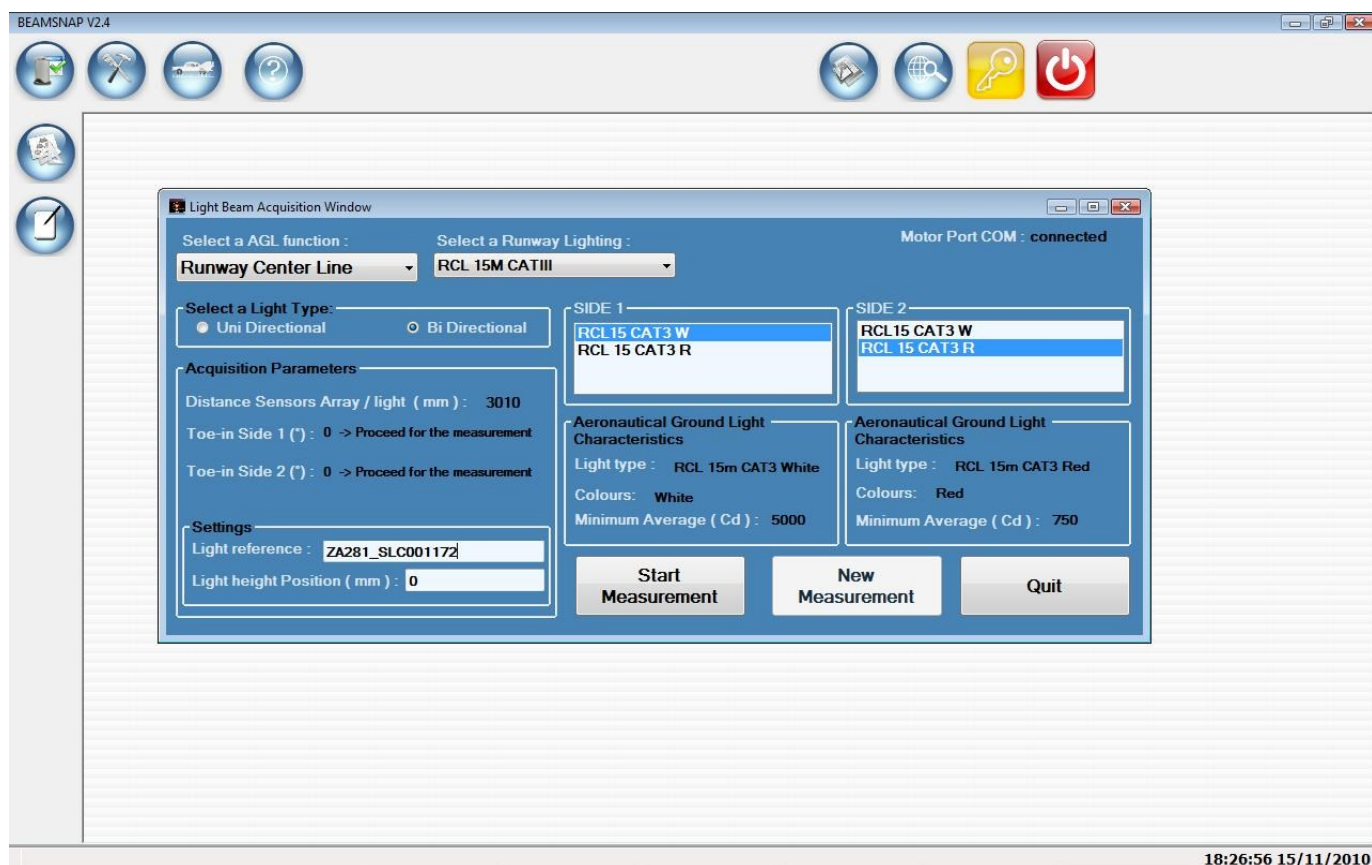 BEAMSNAP V2.4
Light Beam Acquisition Window
Select a AGL function :
Select a Runway Lighting :
Motor Port COM : connected
Runway Center Line
RCL 15M CATIII
Select a Light Type:
Uni Directional
Bi Directional
SIDE 1
RCL15 CAT3 W
RCL 15 CAT3 R
SIDE 2
RCL15 CAT3 W
RCL 15 CAT3 R
Acquisition Parameters
Distance Sensors Array / light ( mm ) : 3010
Toe-in Side 1 (°) : 0 -> Proceed for the measurement
Toe-in Side 2 (°) : 0 -> Proceed for the measurement
Aeronautical Ground Light
Characteristics
Light type : RCL 15m CAT3 White
Colours: White
Minimum Average ( Cd ) : 5000
Aeronautical Ground Light
Characteristics
Light type : RCL 15m CAT3 Red
Colours: Red
Minimum Average ( Cd ) : 750
Settings
Light reference : ZA281_SLC001172
Light height Position ( mm ) : 0
Start
Measurement
New
Measurement
Quit
18:26:56 15/11/2010